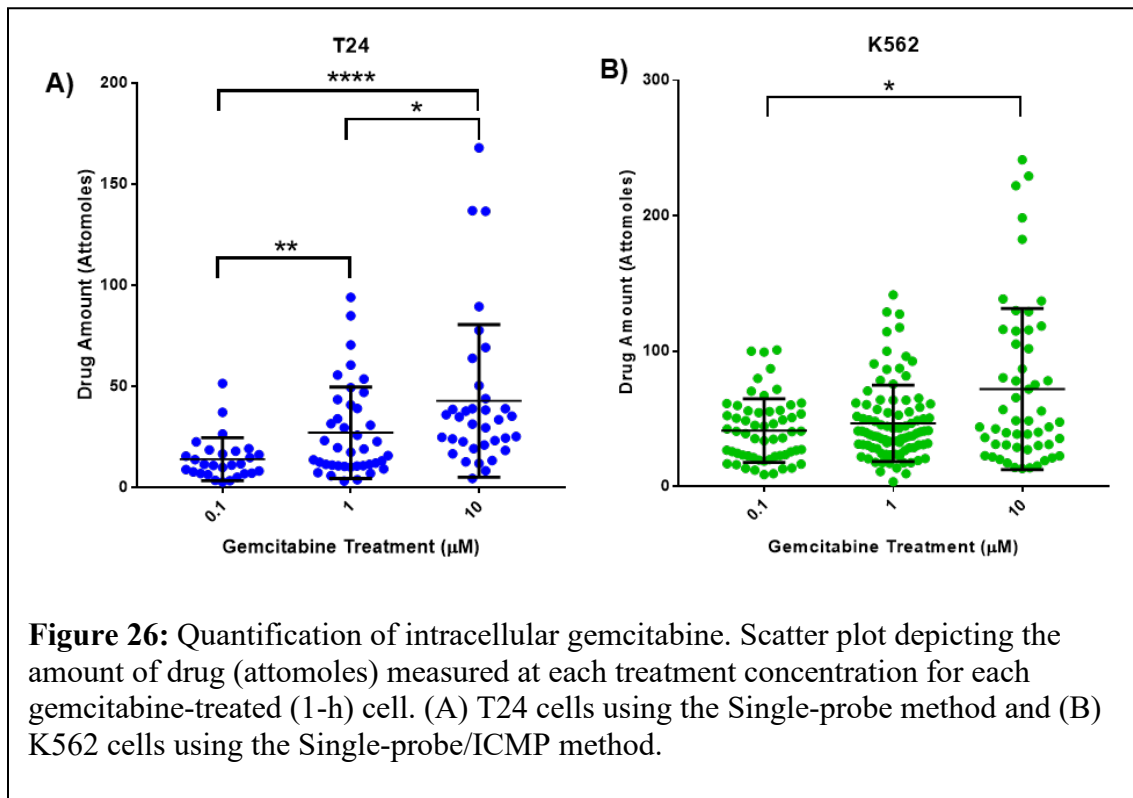 T24
A)
****
*
**
Drug Amount (Attomoles)
200
150
100
50
0
0.1
1
10
Gemcitabine Treatment (μM)
K562
B)
*
Drug Amount (Attomoles)
300
200
100
0
0.1
1
10
Gemcitabine Treatment (μM)
Figure 26: Quantification of intracellular gemcitabine. Scatter plot depicting the
amount of drug (attomoles) measured at each treatment concentration for each
gemcitabine-treated (1-h) cell. (A) T24 cells using the Single-probe method and (B)
K562 cells using the Single-probe/ICMP method.